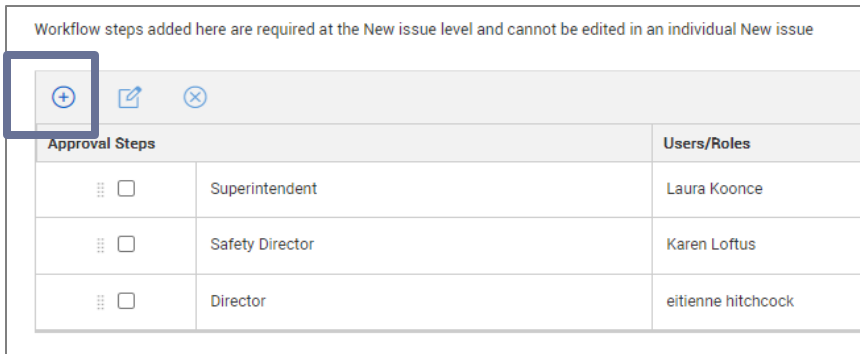 Workflow steps added here are required at the New issue level and cannot be edited in an individual New issue
Approval Steps Users/Roles
Superintendent Laura Koonce
Safety Director Karen Loftus
Director eitienne hitchcock